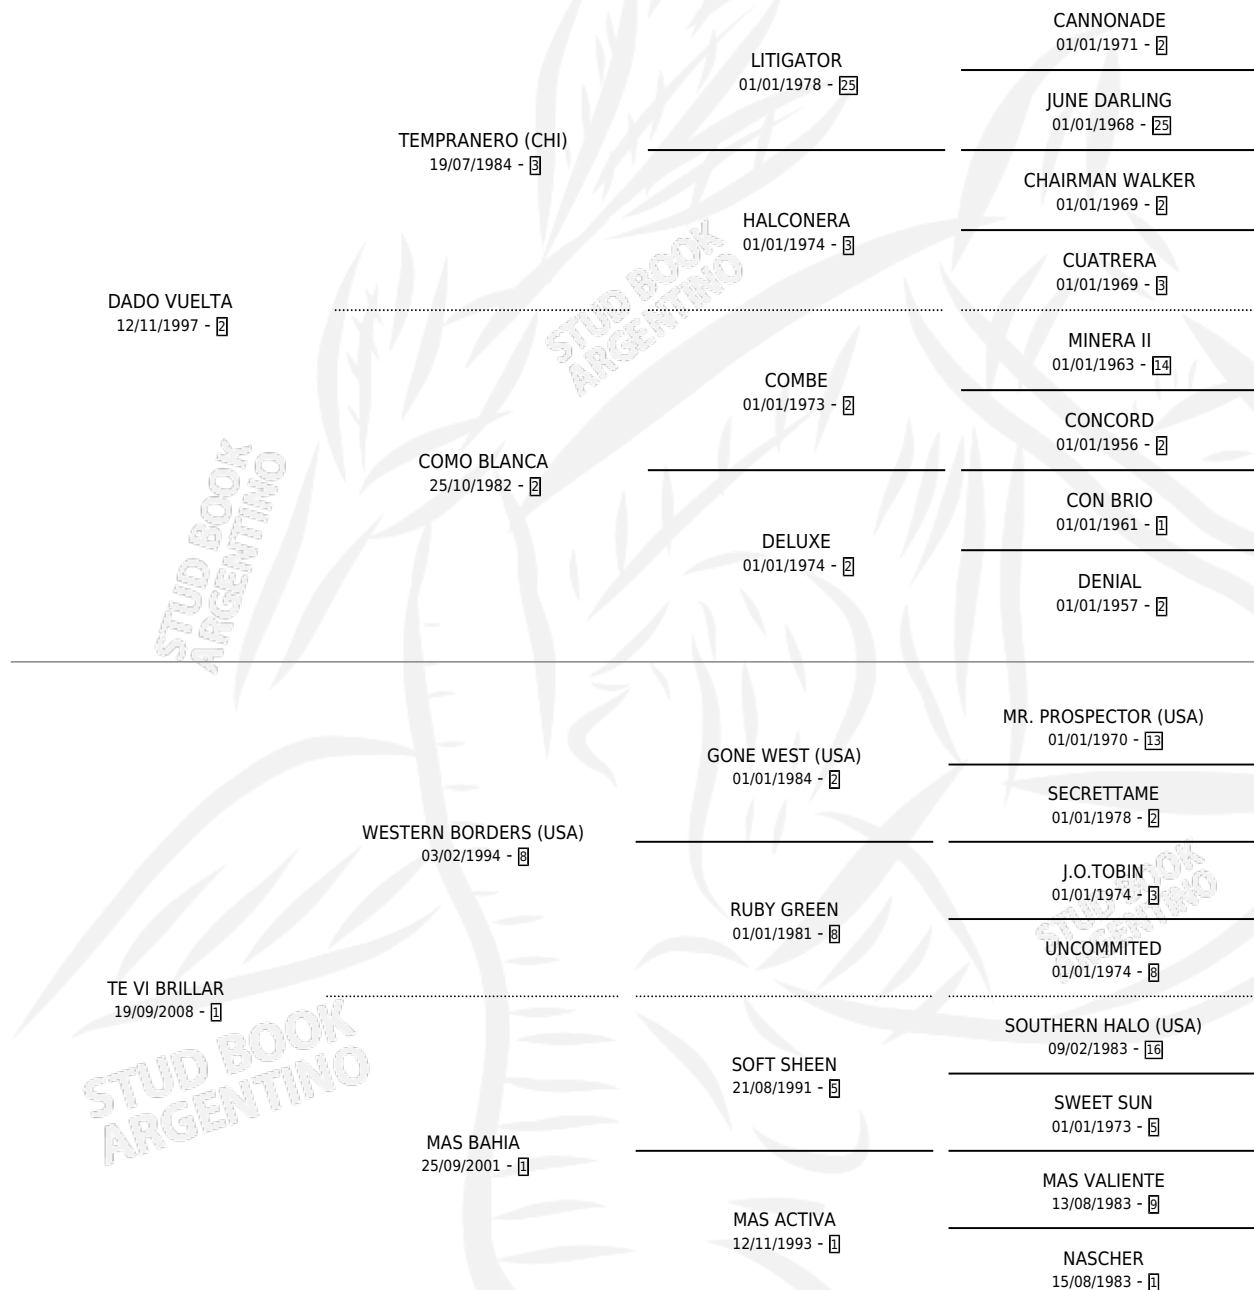 CANNONADE
01/01/1971 - 2
LITIGATOR
01/01/1978 - 25
JUNE DARLING
01/01/1968 - 25
TEMPRANERO (CHI)
19/07/1984 - 3
CHAIRMAN WALKER
01/01/1969 - 2
HALCONERA
01/01/1974 - 3
CUATRERA
01/01/1969 - 3
DADO VUELTA
12/11/1997 - 2
MINERA II
01/01/1963 - 14
COMBE
01/01/1973 - 2
CONCORD
01/01/1956 - 2
COMO BLANCA
25/10/1982 - 2
CON BRIO
01/01/1961 - 1
DELUXE
01/01/1974 - 2
DENIAL
01/01/1957 - 2
STUD BOOK
ARGENTINO
STUD BOOK
ARGENTINO
MR. PROSPECTOR (USA)
01/01/1970 - 13
GONE WEST (USA)
01/01/1984 - 2
SECRETTAME
01/01/1978 - 2
WESTERN BORDERS (USA)
03/02/1994 - 8
J.O.TOBIN
01/01/1974 - 3
RUBY GREEN
01/01/1981 - 8
UNCOMMITED
01/01/1974 - 8
STUD BOOK
ARGENTINO
TE VI BRILLAR
19/09/2008 - 1
SOUTHERN HALO (USA)
09/02/1983 - 16
SOFT SHEEN
21/08/1991 - 5
SWEET SUN
01/01/1973 - 5
MAS BAHIA
25/09/2001 - 1
MAS VALIENTE
13/08/1983 - 9
MAS ACTIVA
12/11/1993 - 1
NASCHER
15/08/1983 - 1
STUD BOOK
ARGENTINO